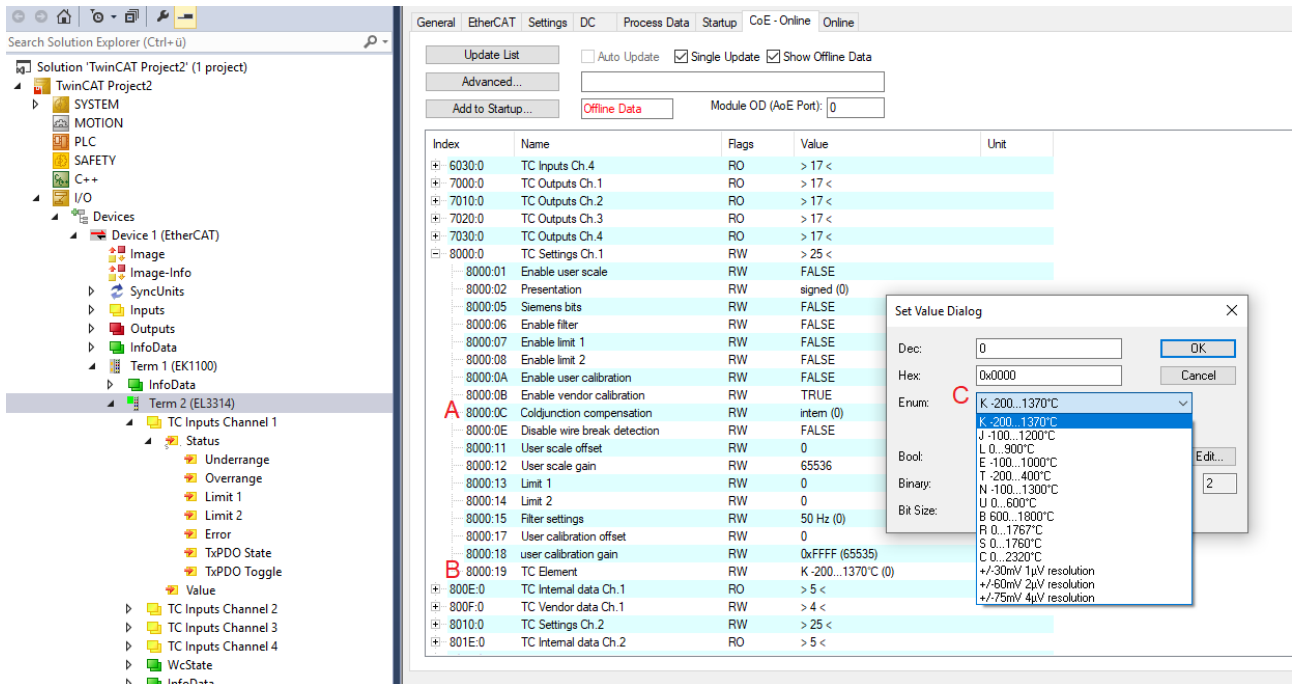 Search Solution Explorer (Ctrl+ü)
Solution 'TwinCAT Project2' (1 project)
TwinCAT Project2
SYSTEM
MOTION
PLC
SAFETY
C++
I/O
Devices
Device 1 (EtherCAT)
Image
Image-Info
SyncUnits
Inputs
Outputs
InfoData
Term 1 (EK1100)
InfoData
Term 2 (EL3314)
TC Inputs Channel 1
Status
Underrange
Overrange
Limit 1
Limit 2
Error
TxPDO State
TxPDO Toggle
Value
TC Inputs Channel 2
TC Inputs Channel 3
TC Inputs Channel 4
WcState
InfoData
General EtherCAT Settings DC Process Data Startup CoE - Online Online
Update List Auto Update Single Update Show Offline Data
Advanced...
Add to Startup... Offline Data Module OD (AoE Port): 0
Index Name Flags Value Unit
6030:0 TC Inputs Ch.4 RO > 17 <
7000:0 TC Outputs Ch.1 RO > 17 <
7010:0 TC Outputs Ch.2 RO > 17 <
7020:0 TC Outputs Ch.3 RO > 17 <
7030:0 TC Outputs Ch.4 RO > 17 <
8000:0 TC Settings Ch.1 RW > 25 <
8000:01 Enable user scale RW FALSE
8000:02 Presentation RW signed (0)
8000:05 Siemens bits RW FALSE
8000:06 Enable filter RW FALSE
8000:07 Enable limit 1 RW FALSE
8000:08 Enable limit 2 RW FALSE
8000:0A Enable user calibration RW FALSE
8000:0B Enable vendor calibration RW TRUE
A 8000:0C Coldjunction compensation RW intern (0)
8000:0E Disable wire break detection RW FALSE
8000:11 User scale offset RW 0
8000:12 User scale gain RW 65536
8000:13 Limit 1 RW 0
8000:14 Limit 2 RW 0
8000:15 Filter settings RW 50 Hz (0)
8000:17 User calibration offset RW 0
8000:18 user calibration gain RW 0xFFFF (65535)
B 8000:19 TC Element RW K -200...1370°C (0)
800E:0 TC Internal data Ch.1 RO > 5 <
800F:0 TC Vendor data Ch.1 RW > 4 <
8010:0 TC Settings Ch.2 RW > 25 <
801E:0 TC Internal data Ch.2 RO > 5 <
Set Value Dialog
Dec: 0 OK
Hex: 0x0000 Cancel
Enum: C K -200...1370°C
K -200...1370°C
J -100...1200°C
L 0...900°C
E -100...1000°C
T -200...400°C
N -100...1300°C
U 0...600°C
B 600...1800°C
R 0...1767°C
S 0...1760°C
C 0...2320°C
+/-30mV 1µV resolution
+/-60mV 2µV resolution
+/-75mV 4µV resolution
Bool: Edit...
Binary: 2
Bit Size: